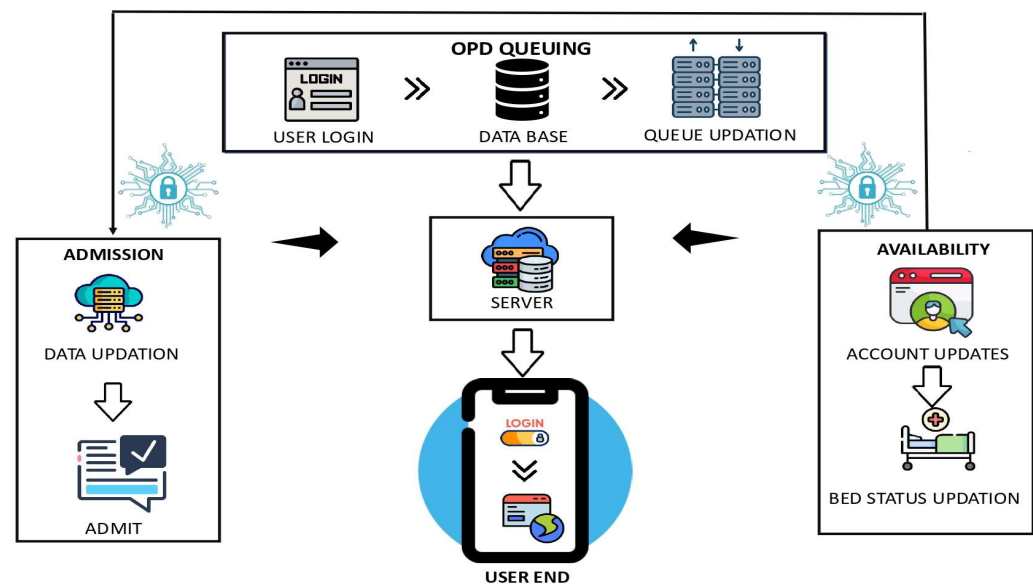 OPD QUEUING
LOGIN
USER LOGIN
DATA BASE
QUEUE UPDATION
ADMISSION
DATA UPDATION
ADMIT
SERVER
LOGIN
USER END
AVAILABILITY
ACCOUNT UPDATES
BED STATUS UPDATION